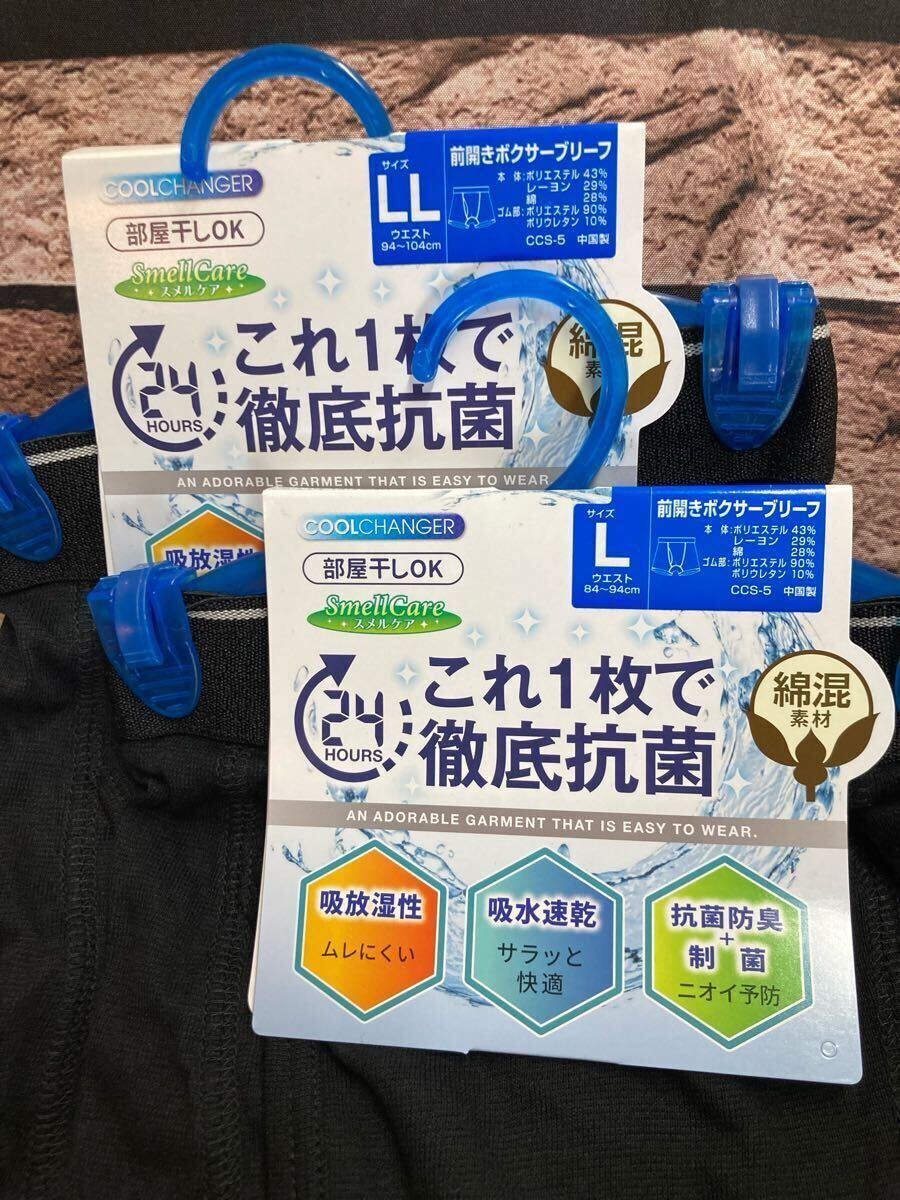 COOLCHANGER
部屋干しOK
SmellCare
スメルケア
サイズ
LL
ウエスト
94～104cm
前開きボクサーブリーフ
本 体:ポリエステル 43%
レーヨン 29%
綿 28%
ゴム部:ポリエステル 90%
ポリウレタン 10%
CCS-5 中国製
24
HOURS
これ1枚で
徹底抗菌
綿混
素
AN ADORABLE GARMENT THAT IS EASY TO WEAR.
吸放湿性
COOLCHANGER
部屋干しOK
SmellCare
スメルケア
サイズ
L
ウエスト
84～94cm
前開きボクサーブリーフ
本 体:ポリエステル 43%
レーヨン 29%
綿 28%
ゴム部:ポリエステル 90%
ポリウレタン 10%
CCS-5 中国製
24
HOURS
これ1枚で
徹底抗菌
綿混
素材
AN ADORABLE GARMENT THAT IS EASY TO WEAR.
吸放湿性
ムレにくい
吸水速乾
サラッと
快適
抗菌防臭
+
制菌
ニオイ予防